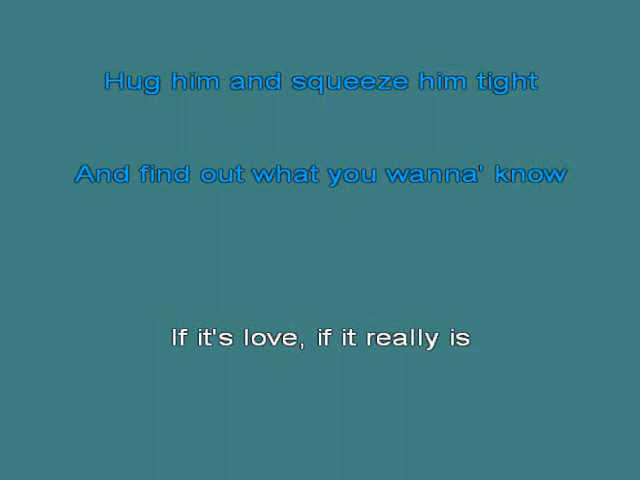 Hug him and squeeze him tight
And find out what you wanna' know
If it's love, if it really is